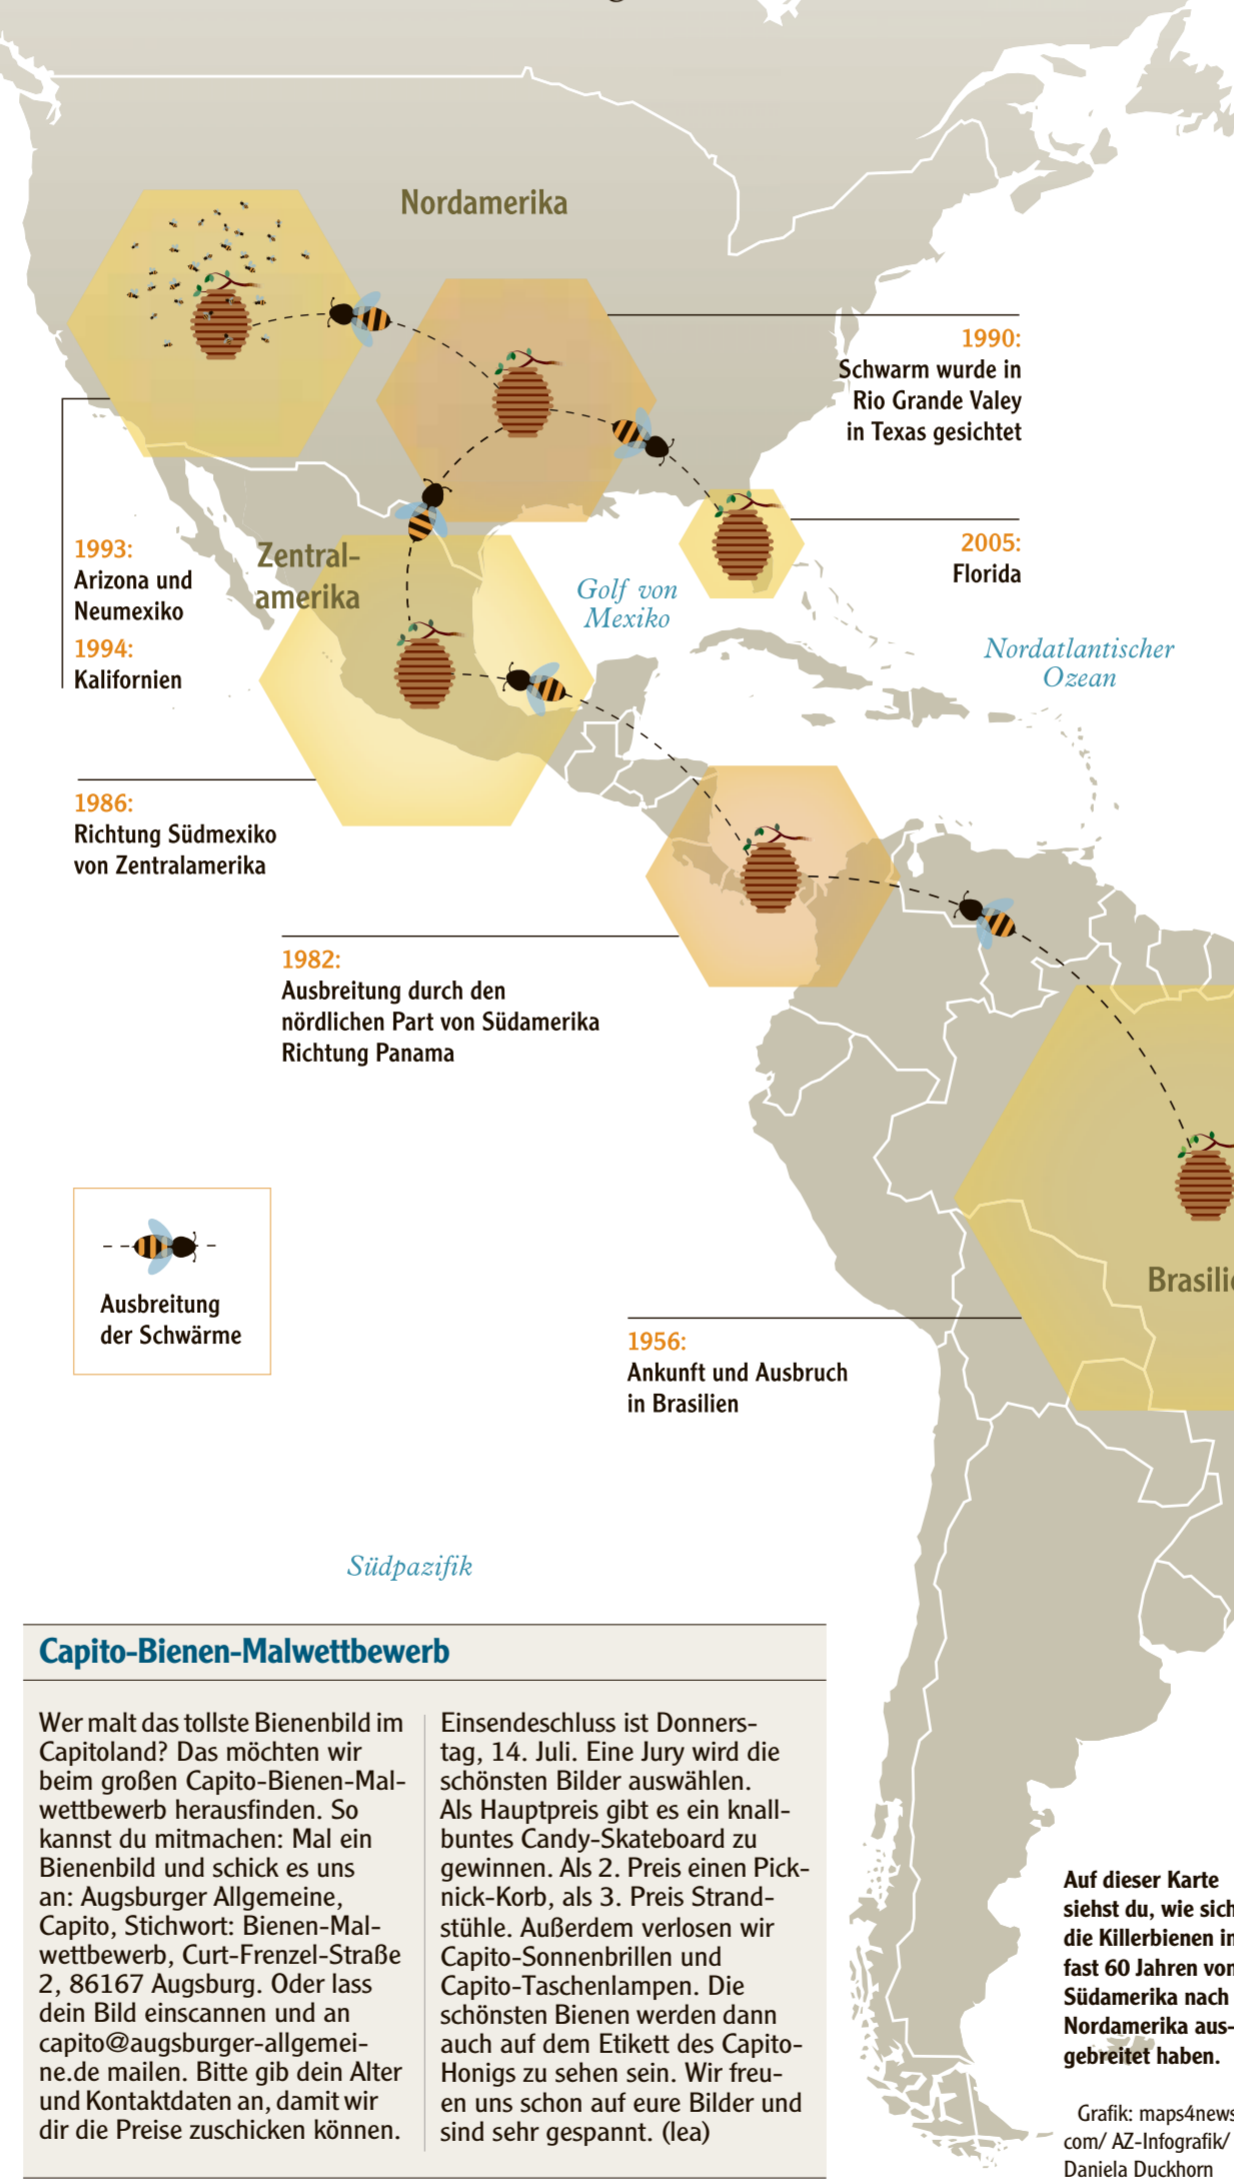 Nordamerika
1990:
Schwarm wurde in
Rio Grande Valey
in Texas gesichtet
2005:
Florida
1993:
Arizona und
Neumexiko
1994:
Kalifornien
Zentral-
amerika
Golf von
Mexiko
Nordatlantischer
Ozean
1986:
Richtung Südmexiko
von Zentralamerika
1982:
Ausbreitung durch den
nördlichen Part von Südamerika
Richtung Panama
Ausbreitung
der Schwärme
Brasili
1956:
Ankunft und Ausbruch
in Brasilien
Südpazifik
Capito-Bienen-Malwettbewerb
Wer malt das tollste Bienenbild im
Capitoland? Das möchten wir
beim großen Capito-Bienen-Mal-
wettbewerb herausfinden. So
kannst du mitmachen: Mal ein
Bienenbild und schick es uns
an: Augsburger Allgemeine,
Capito, Stichwort: Bienen-Mal-
wettbewerb, Curt-Frenzel-Straße
2, 86167 Augsburg. Oder lass
dein Bild einscannen und an
capito@augsburger-allgemei-
ne.de mailen. Bitte gib dein Alter
und Kontaktdaten an, damit wir
dir die Preise zuschicken können.
Einsendeschluss ist Donners-
tag, 14. Juli. Eine Jury wird die
schönsten Bilder auswählen.
Als Hauptpreis gibt es ein knall-
buntes Candy-Skateboard zu
gewinnen. Als 2. Preis einen Pick-
nick-Korb, als 3. Preis Strand-
stühle. Außerdem verlosen wir
Capito-Sonnenbrillen und
Capito-Taschenlampen. Die
schönsten Bienen werden dann
auch auf dem Etikett des Capito-
Honigs zu sehen sein. Wir freu-
en uns schon auf eure Bilder und
sind sehr gespannt. (lea)
Auf dieser Karte
siehst du, wie sich
die Killerbienen in
fast 60 Jahren von
Südamerika nach
Nordamerika aus-
gebreitet haben.
Grafik: maps4news
com/ AZ-Infografik/
Daniela Duckhorn